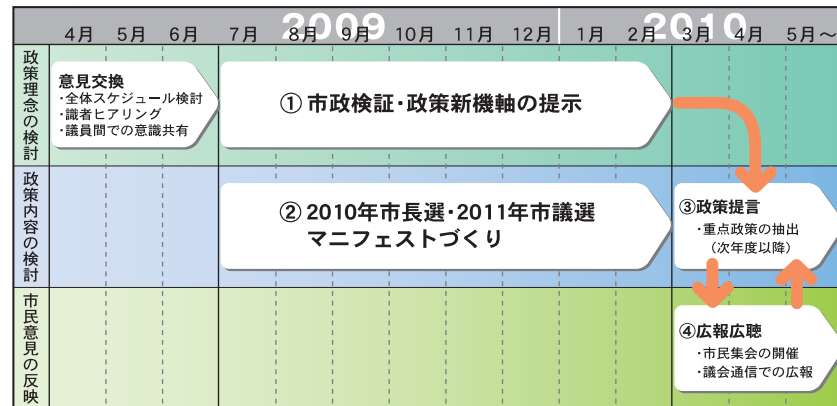 2009
2010
4月 5月 6月 7月 8月 9月 10月 11月 12月 1月 2月 3月 4月 5月～
政策理念の検討
意見交換
・全体スケジュール検討
・識者ヒアリング
・議員間での意識共有
① 市政検証・政策新機軸の提示
政策内容の検討
② 2010年市長選・2011年市議選
マニフェストづくり
③政策提言
・重点政策の抽出
（次年度以降）
市民意見の反映
④広報広聴
・市民集会の開催
・議会通信での広報